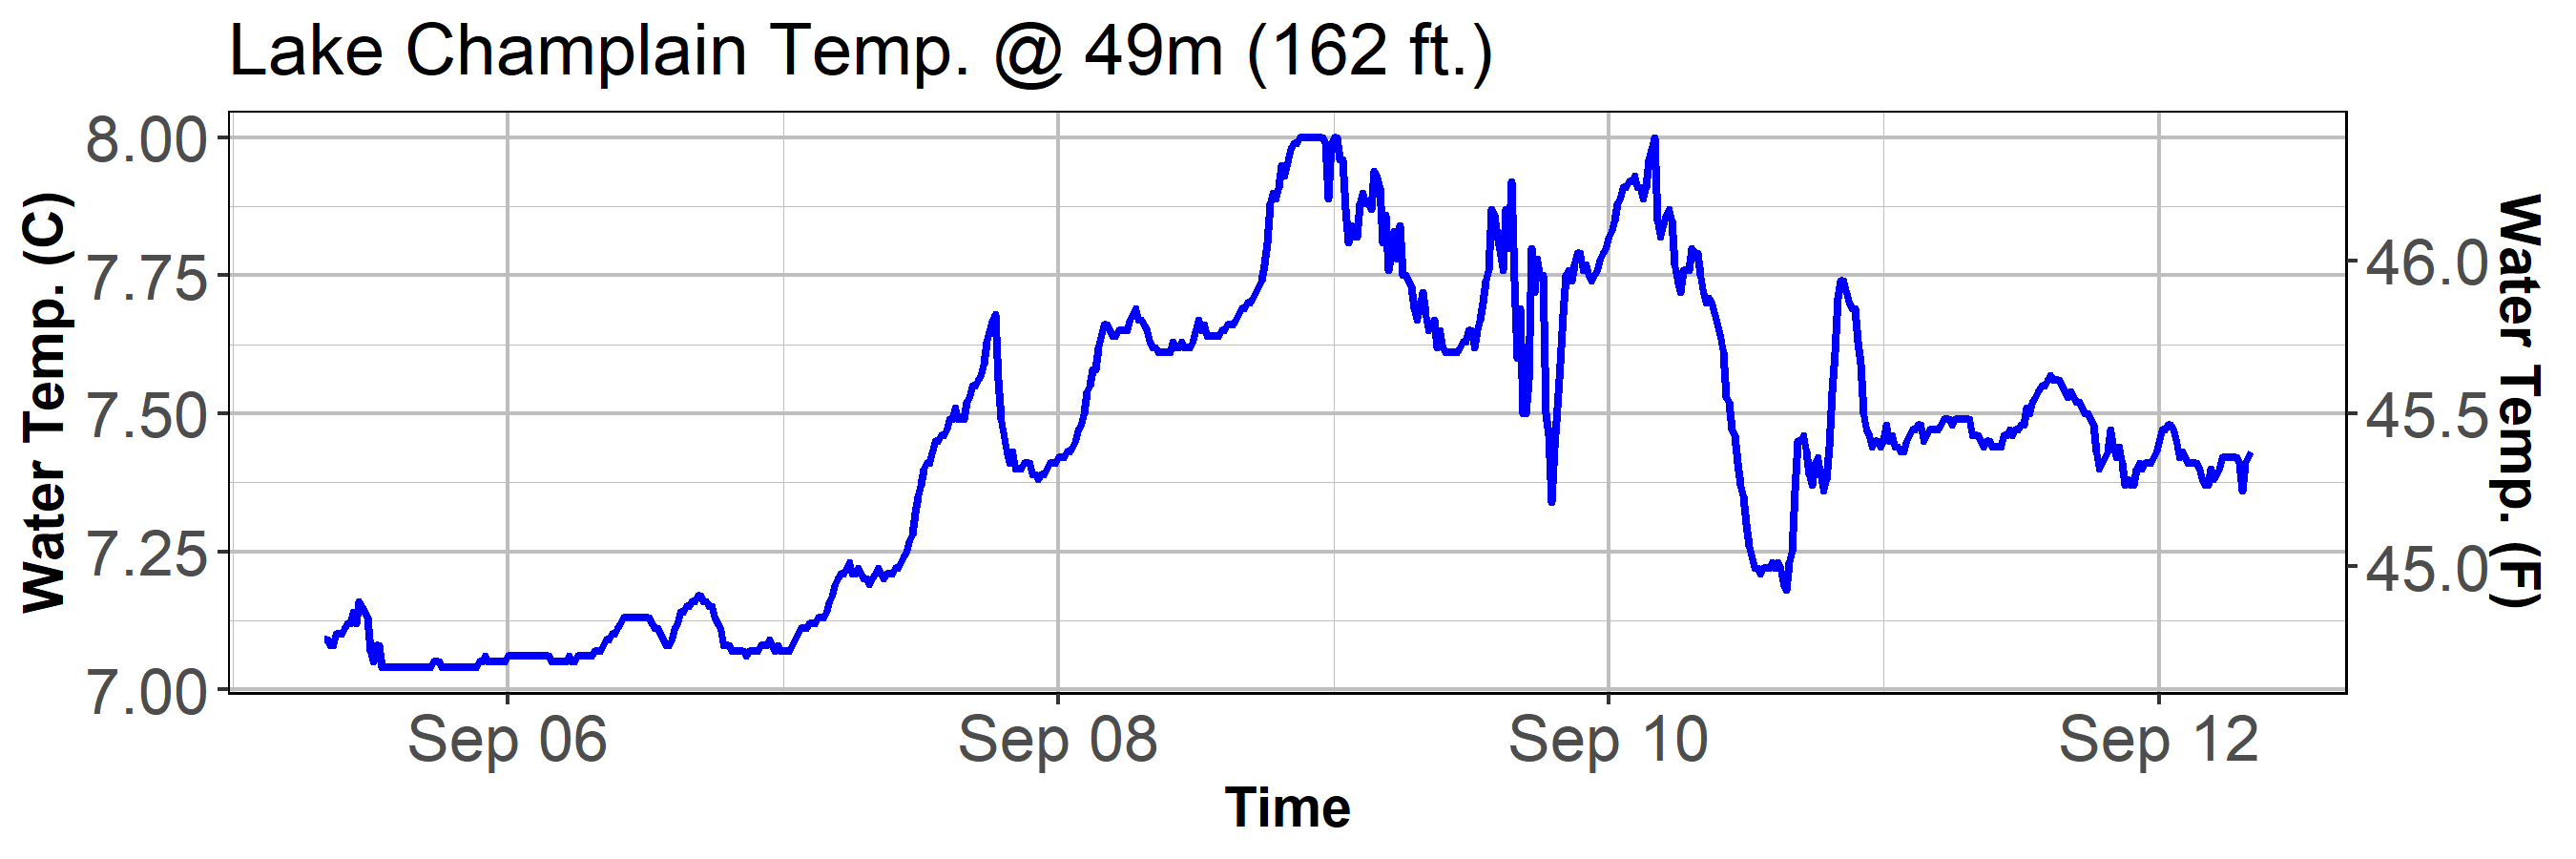 Lake Champlain Temp. @ 49m (162 ft.)
Water Temp. (C)
8.00
7.75
7.50
7.25
7.00
Water Temp. (F)
46.0
45.5
45.0
Sep 06 Sep 08 Sep 10 Sep 12
Time